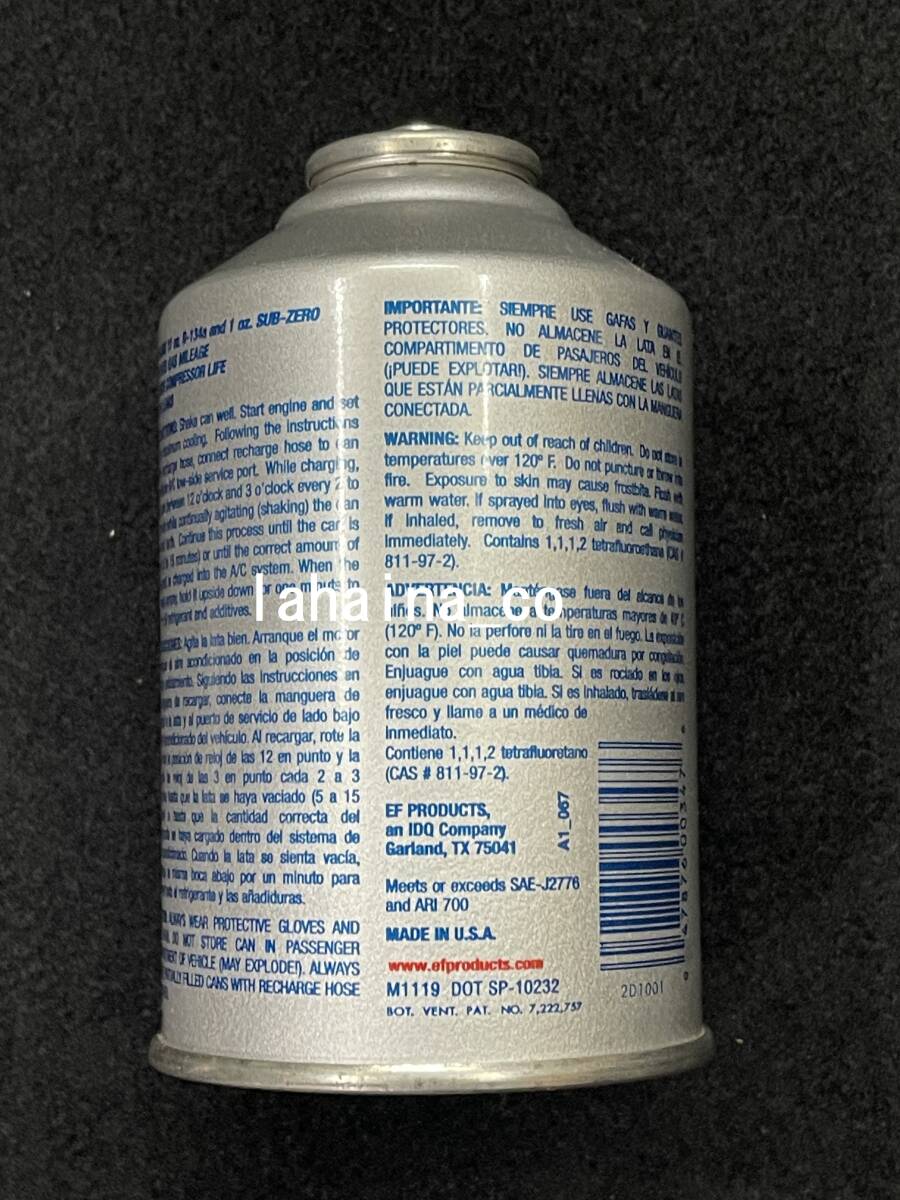 and 1 oz. SUB-ZERO
GAS MILEAGE
COMPRESSOR LIFE
Shake can well. Start engine and set
cooling. Following the instructions
hose, connect recharge hose to can
low-side service port. While charging,
between 12 o'clock and 3 o'clock every 2 to
continually agitating (shaking) the can
Continue this process until the can is
minutes) or until the correct amount of
charged into the A/C system. When the
hold it upside down for one minute to
refrigerant and additives.
Agite la lata bien. Arranque el motor
acondicionado en la posición de
Siguiendo las instrucciones en
de recargar, conecte la manguera de
y al puerto de servicio de lado bajo
del vehículo. Al recargar, rote la
posición de reloj de las 12 en punto y la
de las 3 en punto cada 2 a 3
que la lata se haya vaciado (5 a 15
que la cantidad correcta del
haya cargado dentro del sistema de
Cuando la lata se sienta vacía,
misma boca abajo por un minuto para
refrigerante y las añadiduras.
ALWAYS WEAR PROTECTIVE GLOVES AND
DO NOT STORE CAN IN PASSENGER
OF VEHICLE (MAY EXPLODE!). ALWAYS
FILLED CANS WITH RECHARGE HOSE
IMPORTANTE: SIEMPRE USE GAFAS Y GUANTES
PROTECTORES. NO ALMACENE LA LATA EN EL
COMPARTIMENTO DE PASAJEROS DEL VEHÍCULO
(¡PUEDE EXPLOTAR!). SIEMPRE ALMACENE LAS LATAS
QUE ESTÁN PARCIALMENTE LLENAS CON LA MANGUERA
CONECTADA.
WARNING: Keep out of reach of children. Do not store in
temperatures over 120° F. Do not puncture or throw into
fire. Exposure to skin may cause frostbite. Flush with
warm water. If sprayed into eyes, flush with warm water.
If inhaled, remove to fresh air and call physician
immediately. Contains 1,1,1,2 tetrafluoroethane (CAS #
811-97-2).
ADVERTENCIA: Manténgase fuera del alcance de los
niños. No almacene a temperaturas mayores de
(120° F). No la perfore ni la tire en el fuego. La exposición
con la piel puede causar quemadura por congelación.
Enjuague con agua tibia. Si es rociado en los ojos,
enjuague con agua tibia. Si es inhalado, trasládese al
fresco y llame a un médico de
inmediato.
Contiene 1,1,1,2 tetrafluoretano
(CAS # 811-97-2).
EF PRODUCTS,
an IDQ Company
Garland, TX 75041
A1_067
Meets or exceeds SAE-J2776
and ARI 700
MADE IN U.S.A.
www.efproducts.com
M1119 DOT SP-10232
BOT. VENT. PAT. NO. 7,222,757
2D1001
lahaina_co